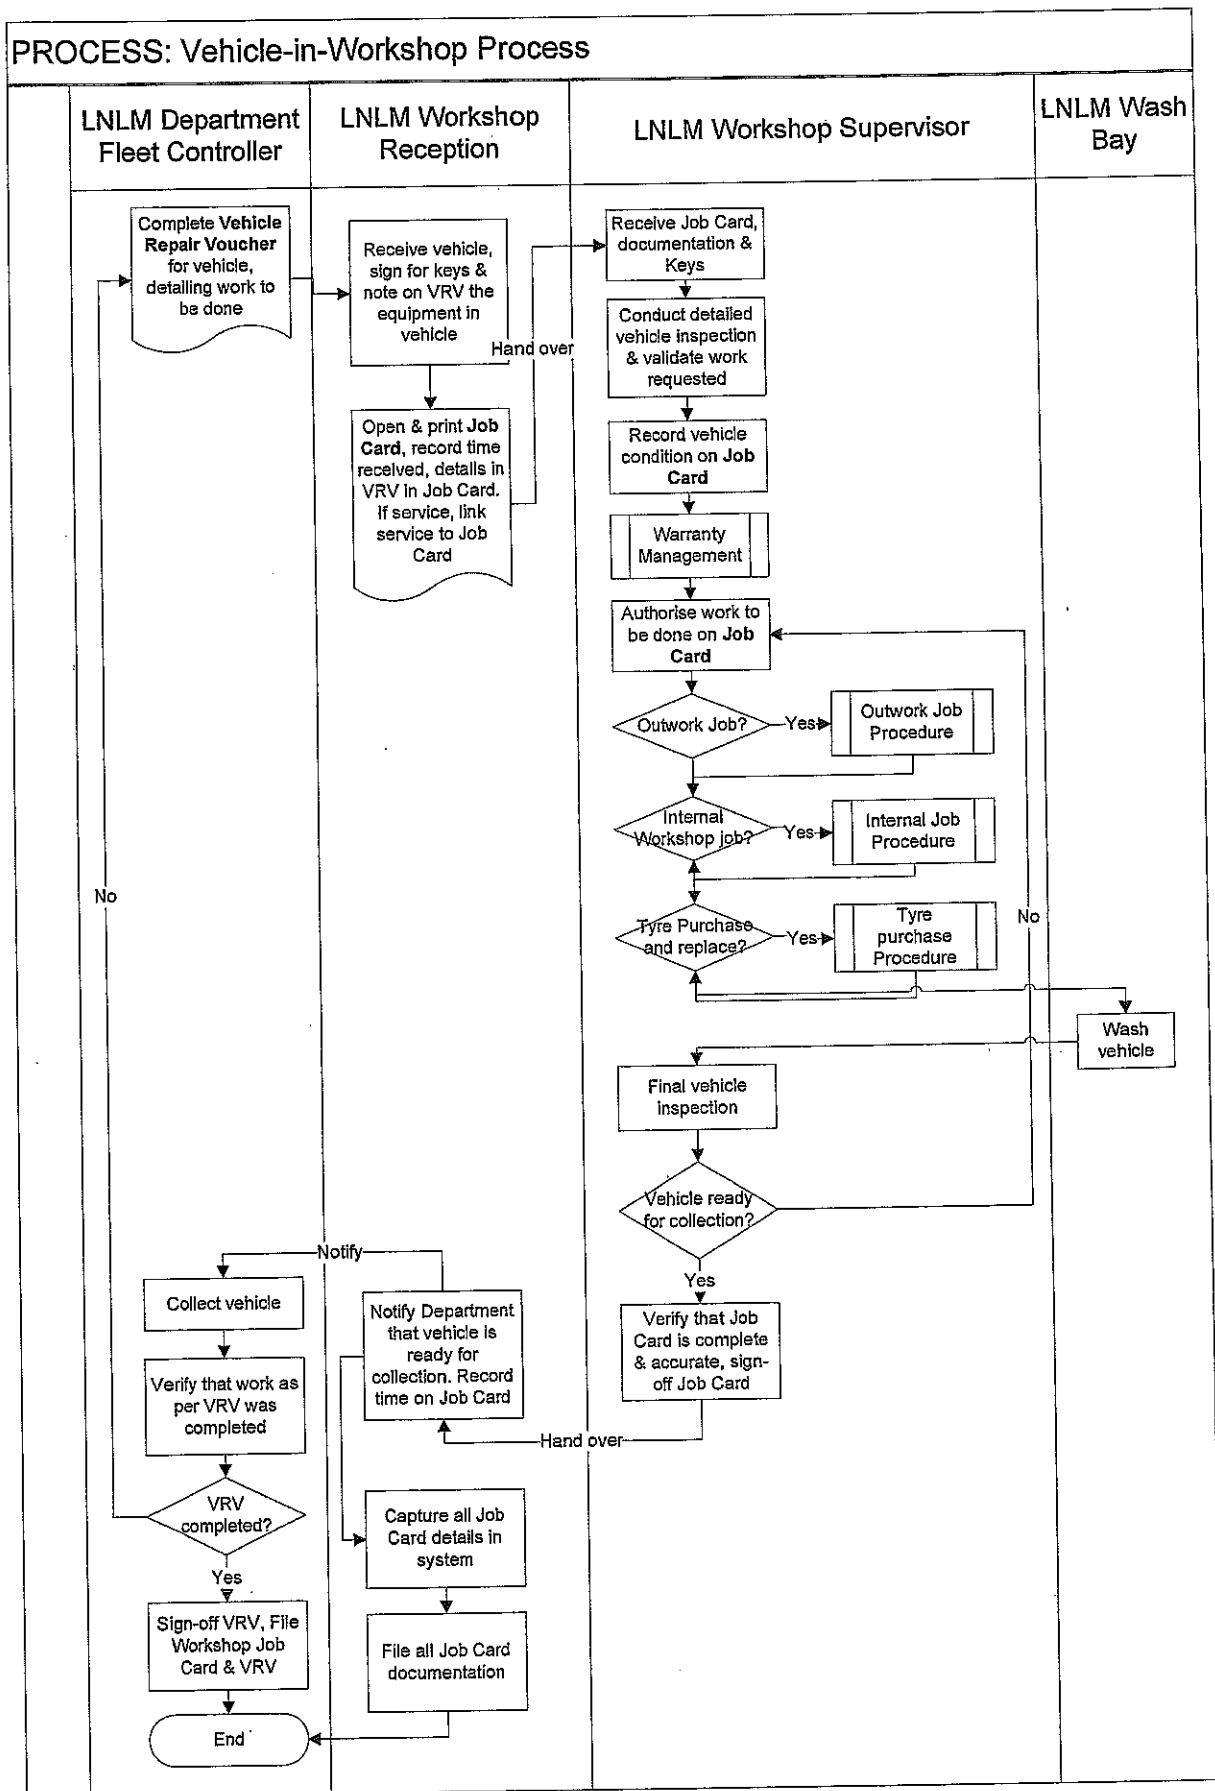 PROCESS: Vehicle-in-Workshop Process
LNLM Department
Fleet Controller
LNLM Workshop
Reception
LNLM Workshop Supervisor
LNLM Wash
Bay
Complete Vehicle
Repair Voucher
for vehicle,
detailing work to
be done
Receive vehicle,
sign for keys &
note on VRV the
equipment in
vehicle
Hand over
Open & print Job
Card, record time
received, details in
VRV in Job Card.
If service, link
service to Job
Card
Receive Job Card,
documentation &
Keys
Conduct detailed
vehicle inspection
& validate work
requested
Record vehicle
condition on Job
Card
Warranty
Management
Authorise work to
be done on Job
Card
Outwork Job?
Yes
Outwork Job
Procedure
Internal
Workshop job?
Yes
Internal Job
Procedure
Tyre Purchase
and replace?
Yes
Tyre
purchase
Procedure
No
No
Wash
vehicle
Final vehicle
inspection
Vehicle ready
for collection?
Yes
Verify that Job
Card is complete
& accurate, sign-
off Job Card
Hand over
Notify Department
that vehicle is
ready for
collection. Record
time on Job Card
Notify
Collect vehicle
Verify that work as
per VRV was
completed
VRV
completed?
Yes
Sign-off VRV, File
Workshop Job
Card & VRV
End
Capture all Job
Card details in
system
File all Job Card
documentation